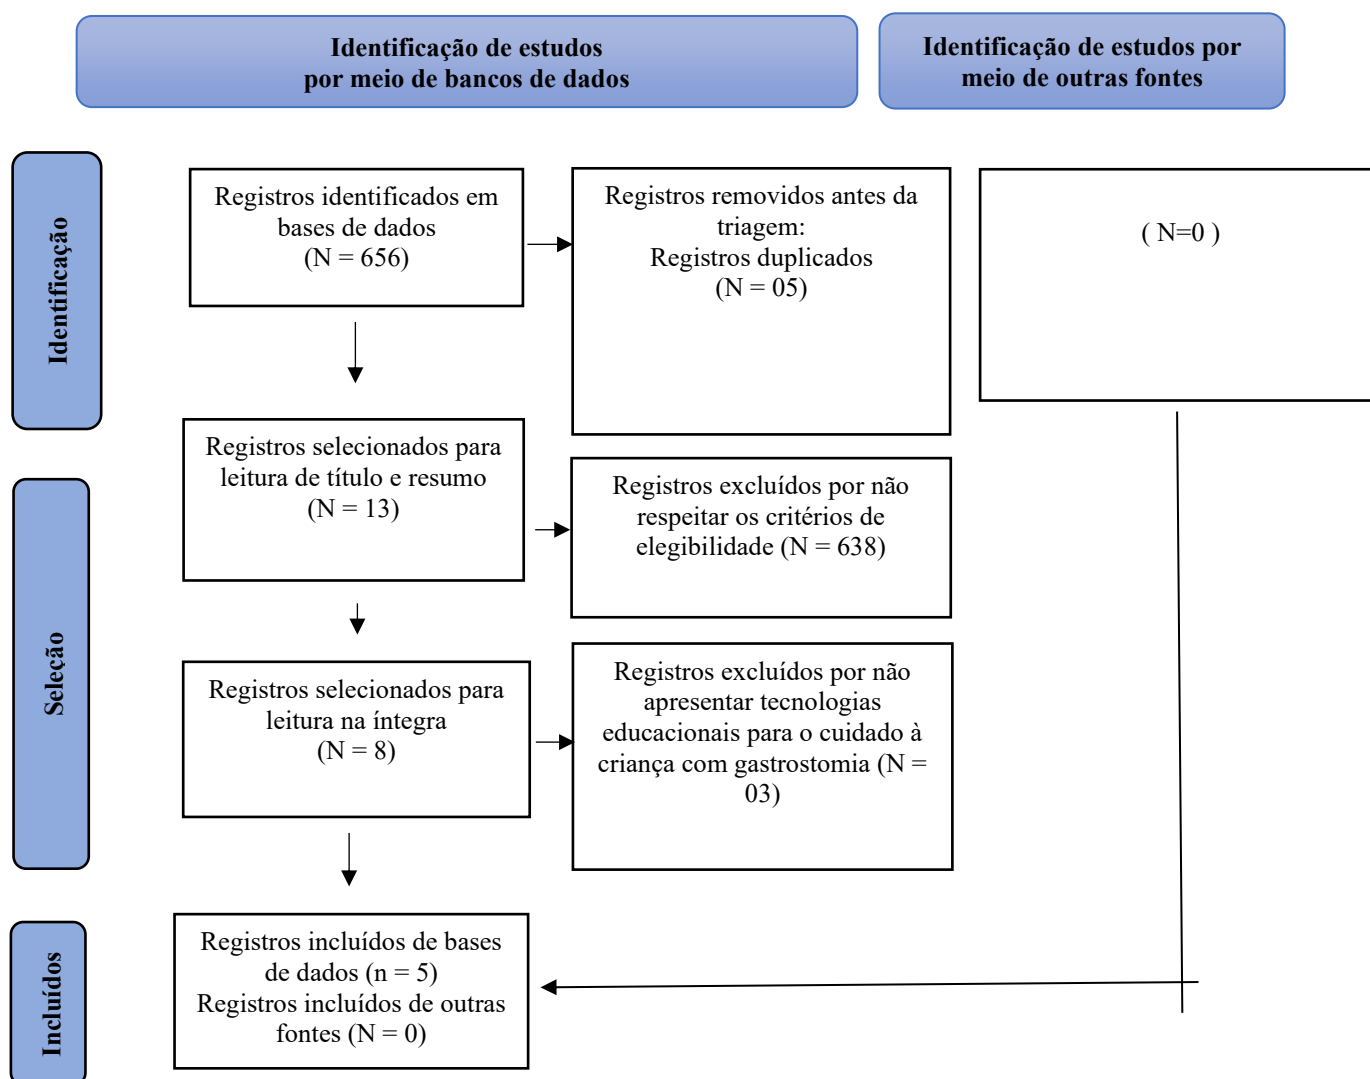 Identificação de estudos
por meio de bancos de dados
Identificação de estudos por
meio de outras fontes
Identificação
Registros identificados em
bases de dados
(N = 656)
Registros removidos antes da
triagem:
Registros duplicados
(N = 05)
( N=0 )
Registros selecionados para
leitura de título e resumo
(N = 13)
Seleção
Registros excluídos por não
respeitar os critérios de
elegibilidade (N = 638)
Registros selecionados para
leitura na íntegra
(N = 8)
Registros excluídos por não
apresentar tecnologias
educacionais para o cuidado à
criança com gastrostomia (N =
03)
Incluídos
Registros incluídos de bases
de dados (n = 5)
Registros incluídos de outras
fontes (N = 0)